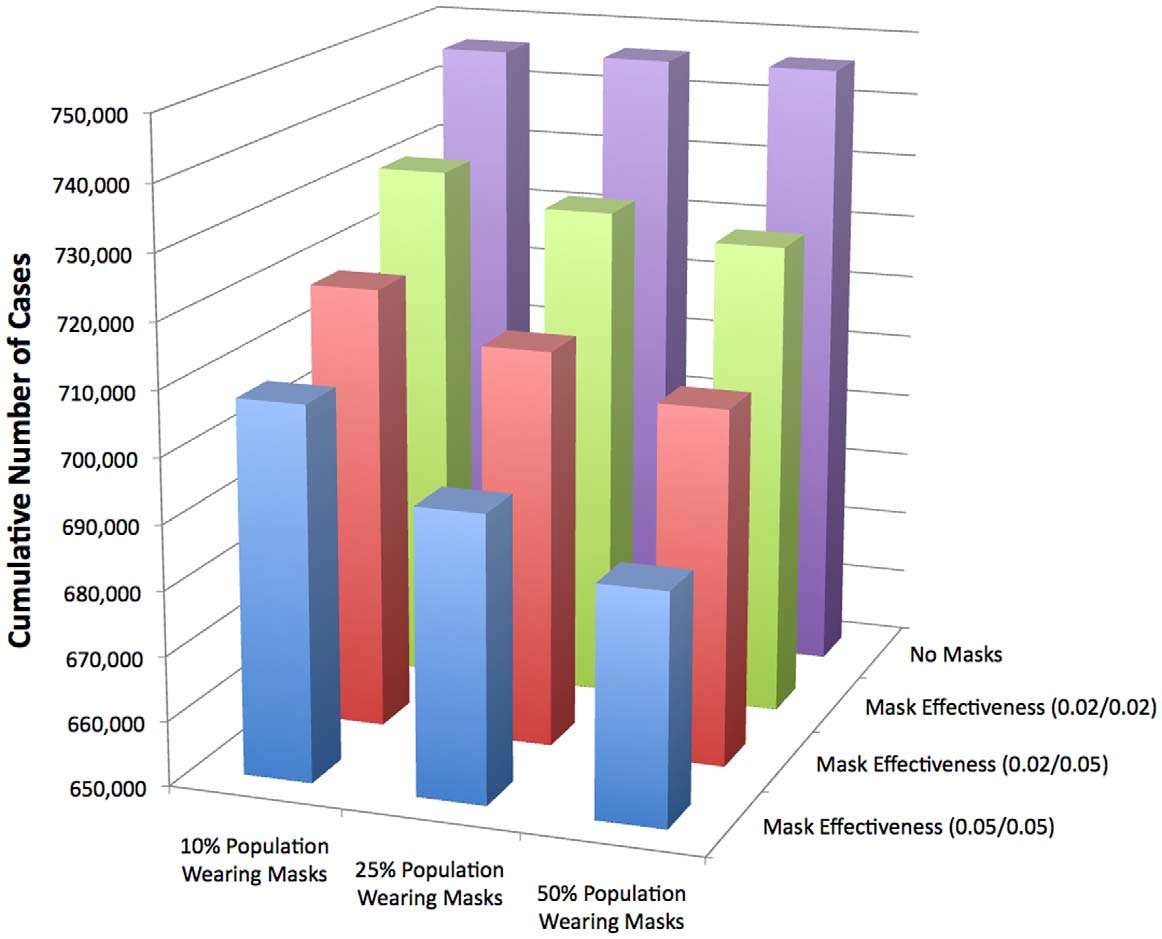 Cumulative Number of Cases
750,000
740,000
730,000
720,000
710,000
700,000
690,000
680,000
670,000
660,000
650,000
10% Population
Wearing Masks
25% Population
Wearing Masks
50% Population
Wearing Masks
No Masks
Mask Effectiveness (0.02/0.02)
Mask Effectiveness (0.02/0.05)
Mask Effectiveness (0.05/0.05)